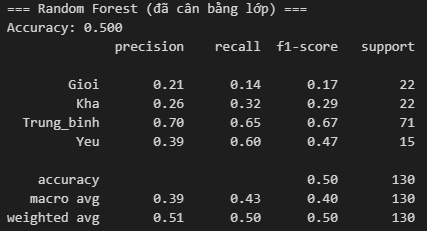 === Random Forest (đã cân bằng lớp) ===
Accuracy: 0.500
precision recall f1-score support
Gioi 0.21 0.14 0.17 22
Kha 0.26 0.32 0.29 22
Trung_binh 0.70 0.65 0.67 71
Yeu 0.39 0.60 0.47 15
accuracy 0.50 130
macro avg 0.39 0.43 0.40 130
weighted avg 0.51 0.50 0.50 130